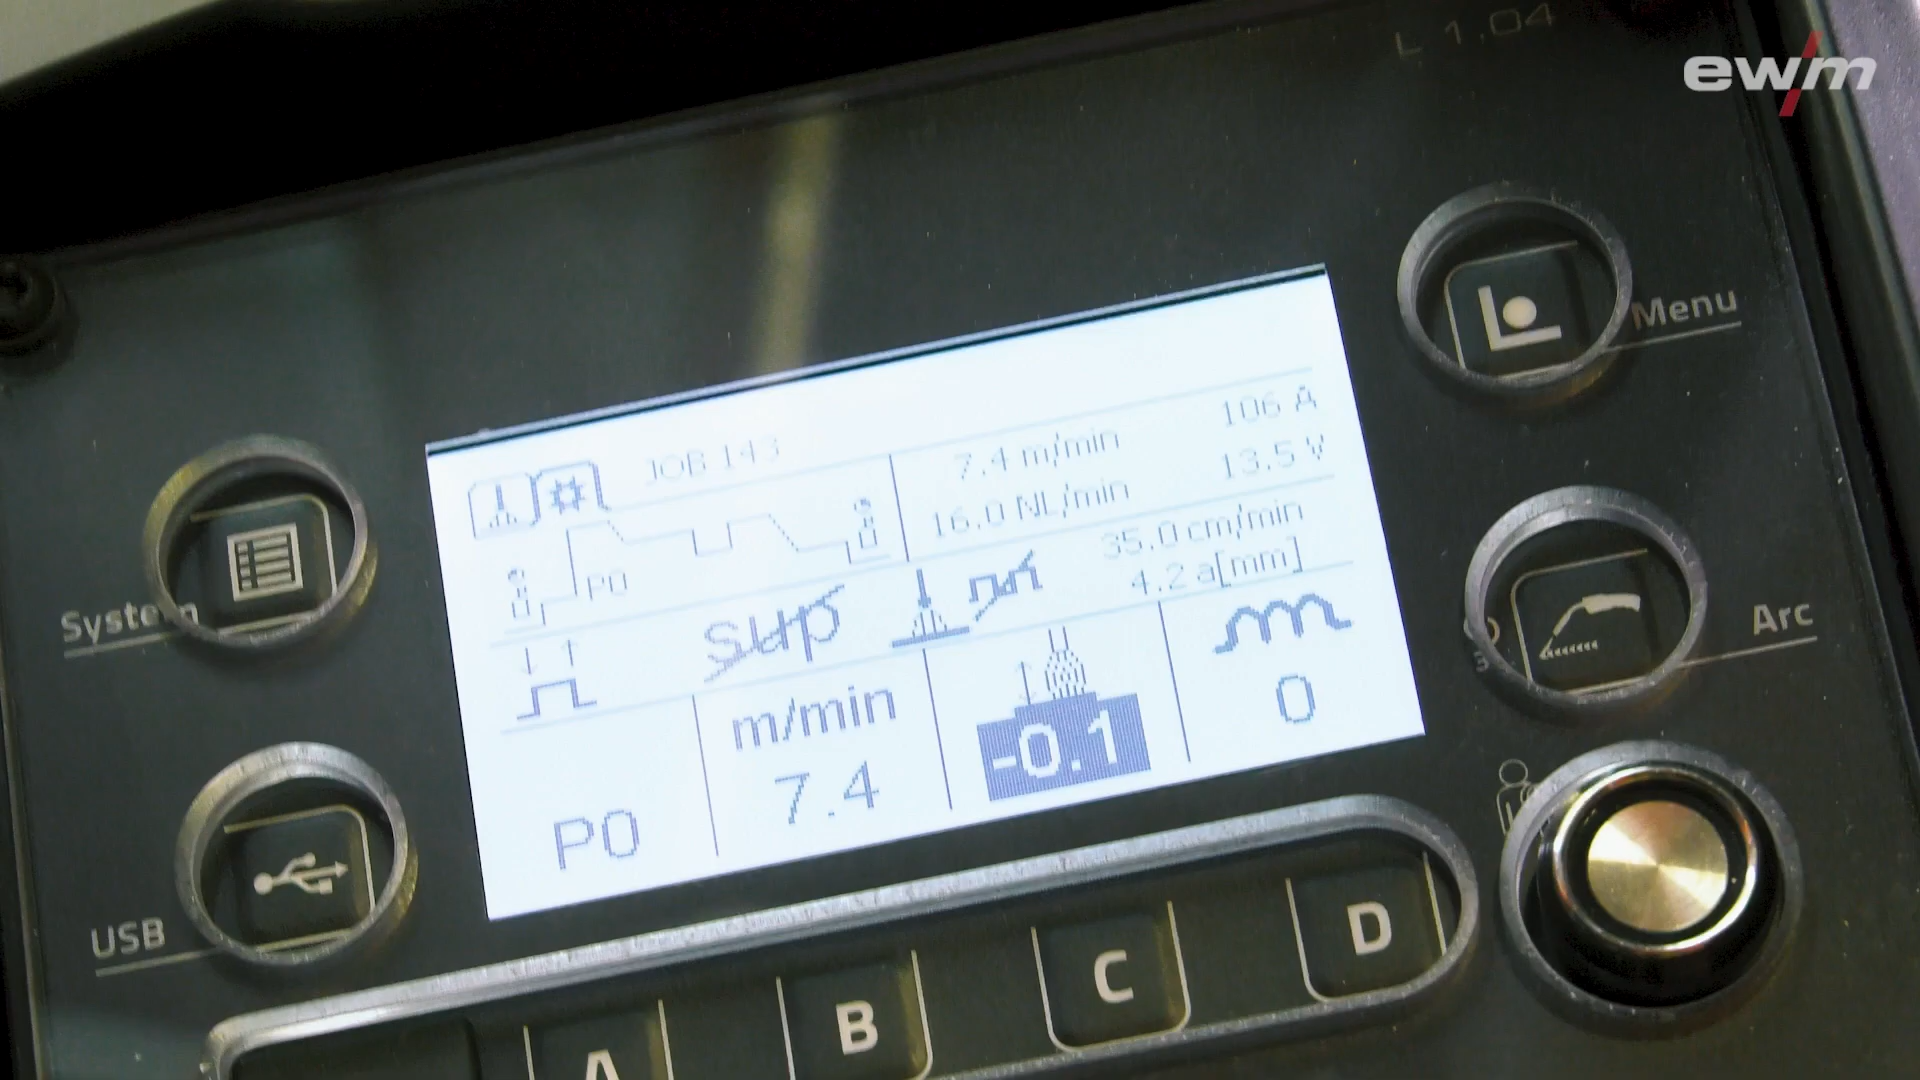 L 1.04
ewm
Menu
JOB 143
7.4 m/min
106 A
16.0 NL/min
13.5 V
P0
35.0 cm/min
4.2 a[mm]
sup
System
Arc
m/min
P0
7.4
-0.1
0
USB
A
B
C
D